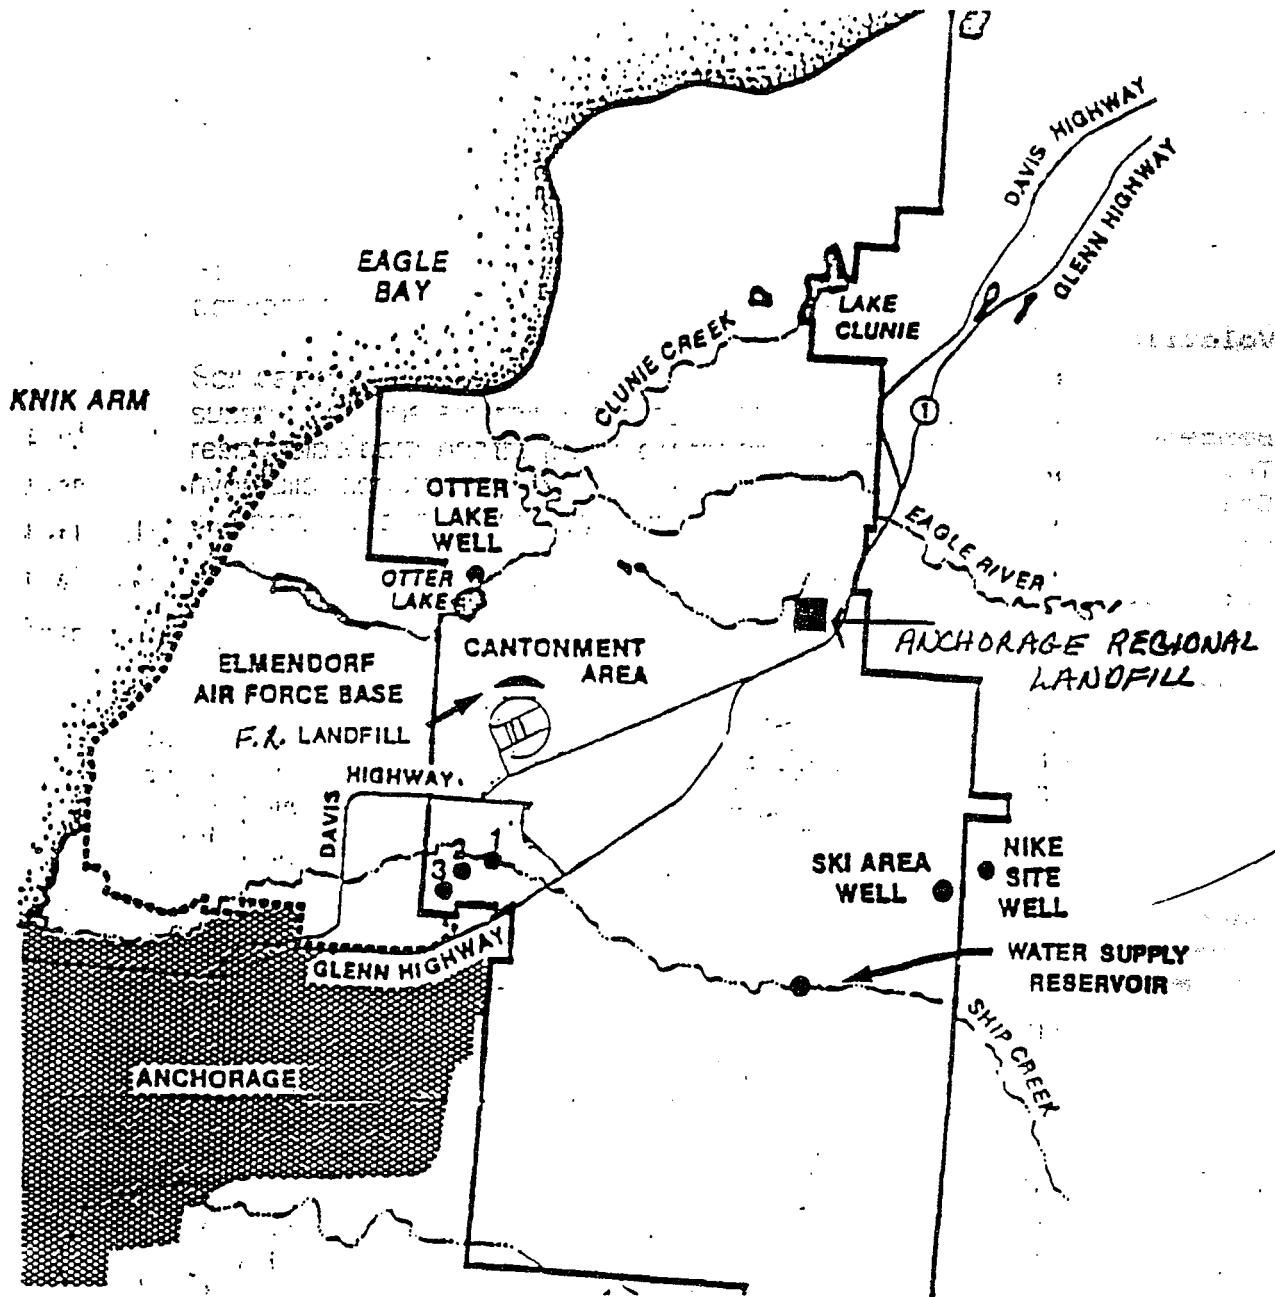 DAVIS HIGHWAY
GLENN HIGHWAY
EAGLE
BAY
LAKE
CLUNIE
CLUNIE CREEK
KNIK ARM
1
OTTER
LAKE
WELL
EAGLE RIVER
OTTER
LAKE
ANCHORAGE REGIONAL
LANDFILL
CANTONMENT
AREA
ELMENDORF
AIR FORCE BASE
F.R. LANDFILL
HIGHWAY
DAVIS
1
2
3
SKI AREA
WELL
NIKE
SITE
WELL
GLENN HIGHWAY
WATER SUPPLY
RESERVOIR
SHIP CREEK
ANCHORAGE